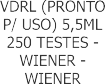 VDRL (PRONTO
P/ USO) 5,5ML
250 TESTES -
WIENER -
WIENER